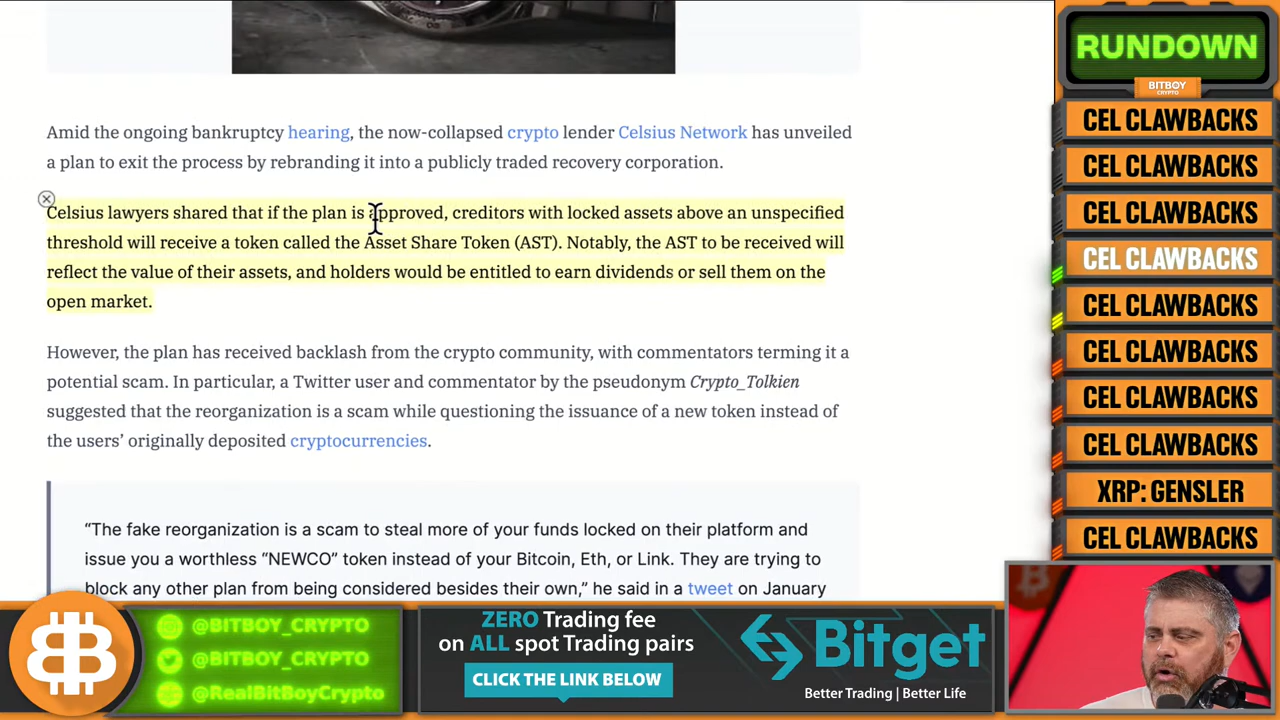 Amid the ongoing bankruptcy hearing, the now-collapsed crypto lender Celsius Network has unveiled
a plan to exit the process by rebranding it into a publicly traded recovery corporation.
Celsius lawyers shared that if the plan is approved, creditors with locked assets above an unspecified
threshold will receive a token called the Asset Share Token (AST). Notably, the AST to be received will
reflect the value of their assets, and holders would be entitled to earn dividends or sell them on the
open market.
However, the plan has received backlash from the crypto community, with commentators terming it a
potential scam. In particular, a Twitter user and commentator by the pseudonym Crypto_Tolkien
suggested that the reorganization is a scam while questioning the issuance of a new token instead of
the users’ originally deposited cryptocurrencies.
“The fake reorganization is a scam to steal more of your funds locked on their platform and
issue you a worthless “NEWCO” token instead of your Bitcoin, Eth, or Link. They are trying to
block any other plan from being considered besides their own,” he said in a tweet on January
RUNDOWN
BITBOY
CRYPTO
CEL CLAWBACKS
CEL CLAWBACKS
CEL CLAWBACKS
CEL CLAWBACKS
CEL CLAWBACKS
CEL CLAWBACKS
CEL CLAWBACKS
CEL CLAWBACKS
XRP: GENSLER
CEL CLAWBACKS
@BITBOY_CRYPTO
@BITBOY_CRYPTO
@RealBitBoyCrypto
ZERO Trading fee
on ALL spot Trading pairs
CLICK THE LINK BELOW
Bitget
Better Trading | Better Life